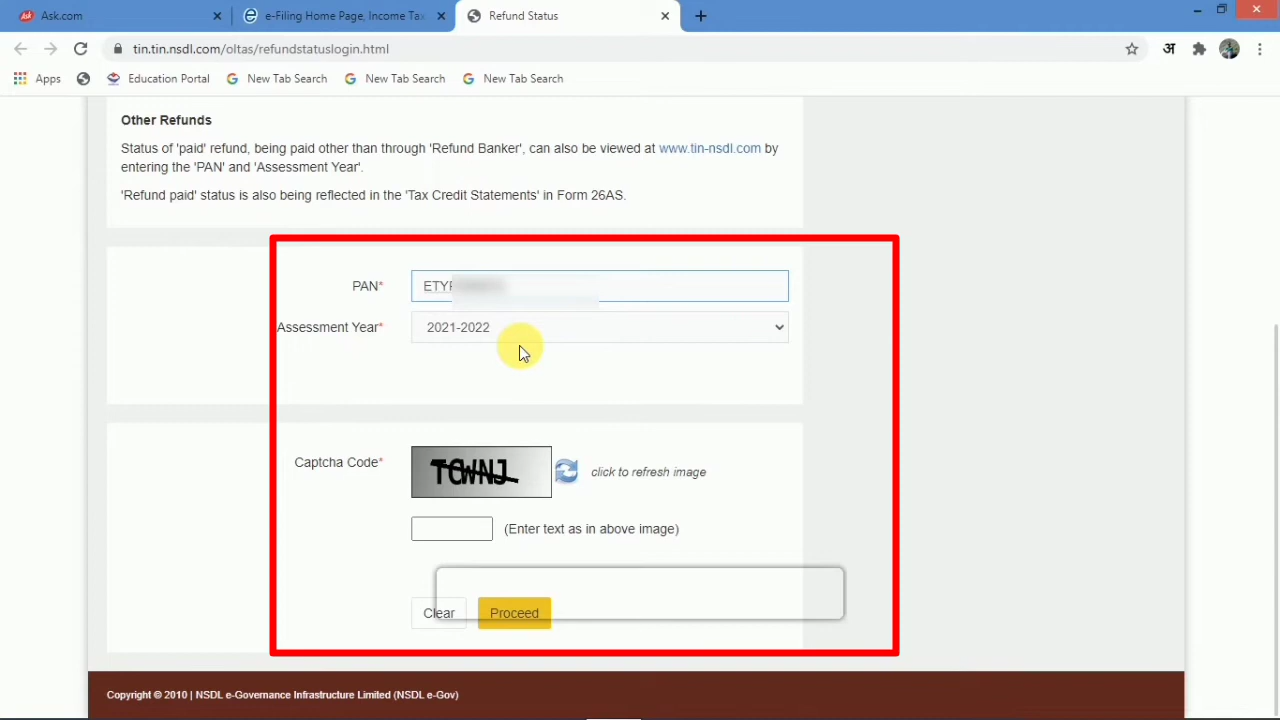 Ask.com
e-Filing Home Page, Income Tax
Refund Status
tin.tin.nsdl.com/oltas/refundstatuslogin.html
अ
Apps
Education Portal
New Tab Search
New Tab Search
New Tab Search
Other Refunds
Status of 'paid' refund, being paid other than through 'Refund Banker', can also be viewed at www.tin-nsdl.com by
entering the 'PAN' and 'Assessment Year'.
'Refund paid' status is also being reflected in the 'Tax Credit Statements' in Form 26AS.
PAN*
Assessment Year* 2021-2022
Captcha Code* TCWNJ click to refresh image
(Enter text as in above image)
Clear Proceed
Copyright © 2010 | NSDL e-Governance Infrastructure Limited (NSDL e-Gov)